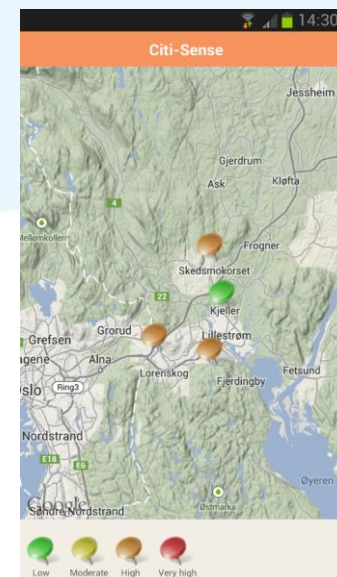 14:30
Citi-Sense
Jessheim
Gjerdrum
Ask
Kløfta
4
Mellomkollen
Frogner
Skedsmokorset
22
Kjeller
Grorud
Lillestrøm
Grefsen
Alna
Lorenskog
Fetsund
Ring3
Fjerdingby
Nordstrand
E18
E6
Øyeren
Google
Søndre Nordstrand
Østmarka
Low Moderate High Very high